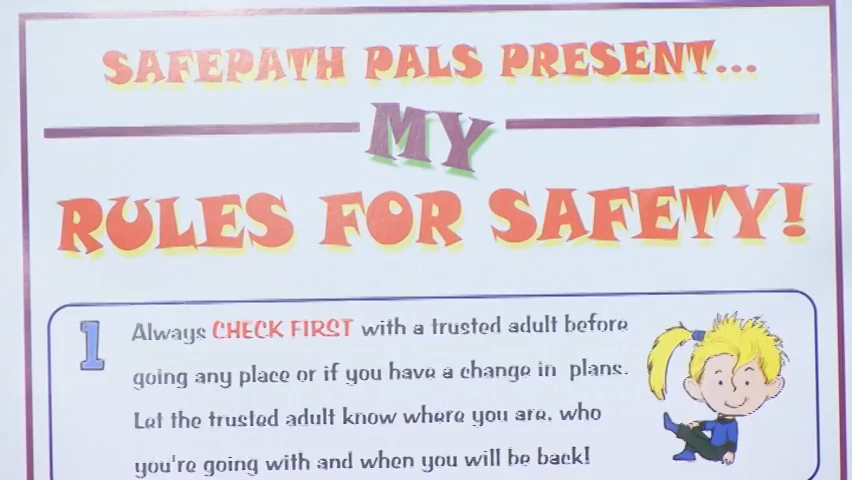 SAFEPATH PALS PRESENT...
MY
RULES FOR SAFETY!
1
Always CHECK FIRST with a trusted adult before
going any place or if you have a change in plans.
Let the trusted adult know where you are, who
you're going with and when you will be back!